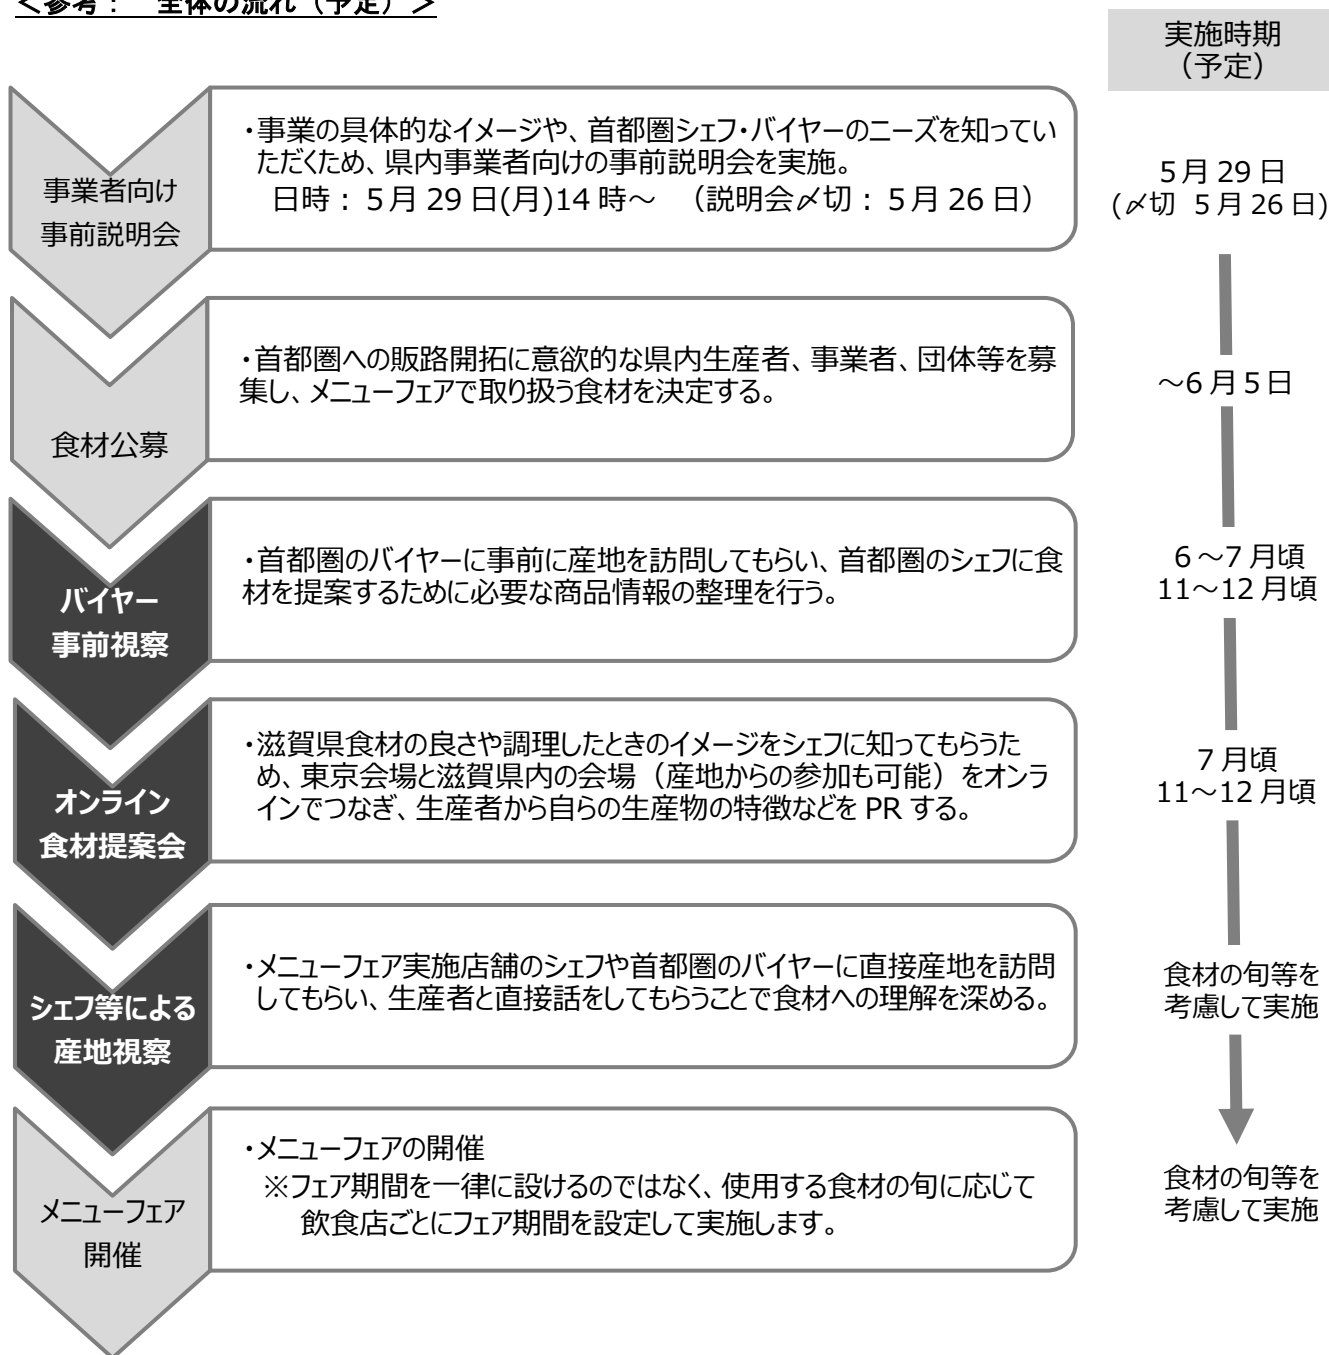 ＜参考：　全体の流れ（予定）＞
実施時期
（予定）
事業者向け
事前説明会
・事業の具体的なイメージや、首都圏シェフ・バイヤーのニーズを知ってい
ただくため、県内事業者向けの事前説明会を実施。
日時：５月29日(月)14時～　（説明会〆切：５月26日）
５月29日
(〆切 ５月26日)
食材公募
・首都圏への販路開拓に意欲的な県内生産者、事業者、団体等を募
集し、メニューフェアで取り扱う食材を決定する。
～6月5日
バイヤー
事前視察
・首都圏のバイヤーに事前に産地を訪問してもらい、首都圏のシェフに食
材を提案するために必要な商品情報の整理を行う。
６～7月頃
11～12月頃
オンライン
食材提案会
・滋賀県食材の良さや調理したときのイメージをシェフに知ってもらうた
め、東京会場と滋賀県内の会場（産地からの参加も可能）をオンラ
インでつなぎ、生産者から自らの生産物の特徴などを PR する。
７月頃
11～12月頃
シェフ等による
産地視察
・メニューフェア実施店舗のシェフや首都圏のバイヤーに直接産地を訪問
してもらい、生産者と直接話をしてもらうことで食材への理解を深める。
食材の旬等を
考慮して実施
メニューフェア
開催
・メニューフェアの開催
※フェア期間を一律に設けるのではなく、使用する食材の旬に応じて
飲食店ごとにフェア期間を設定して実施します。
食材の旬等を
考慮して実施